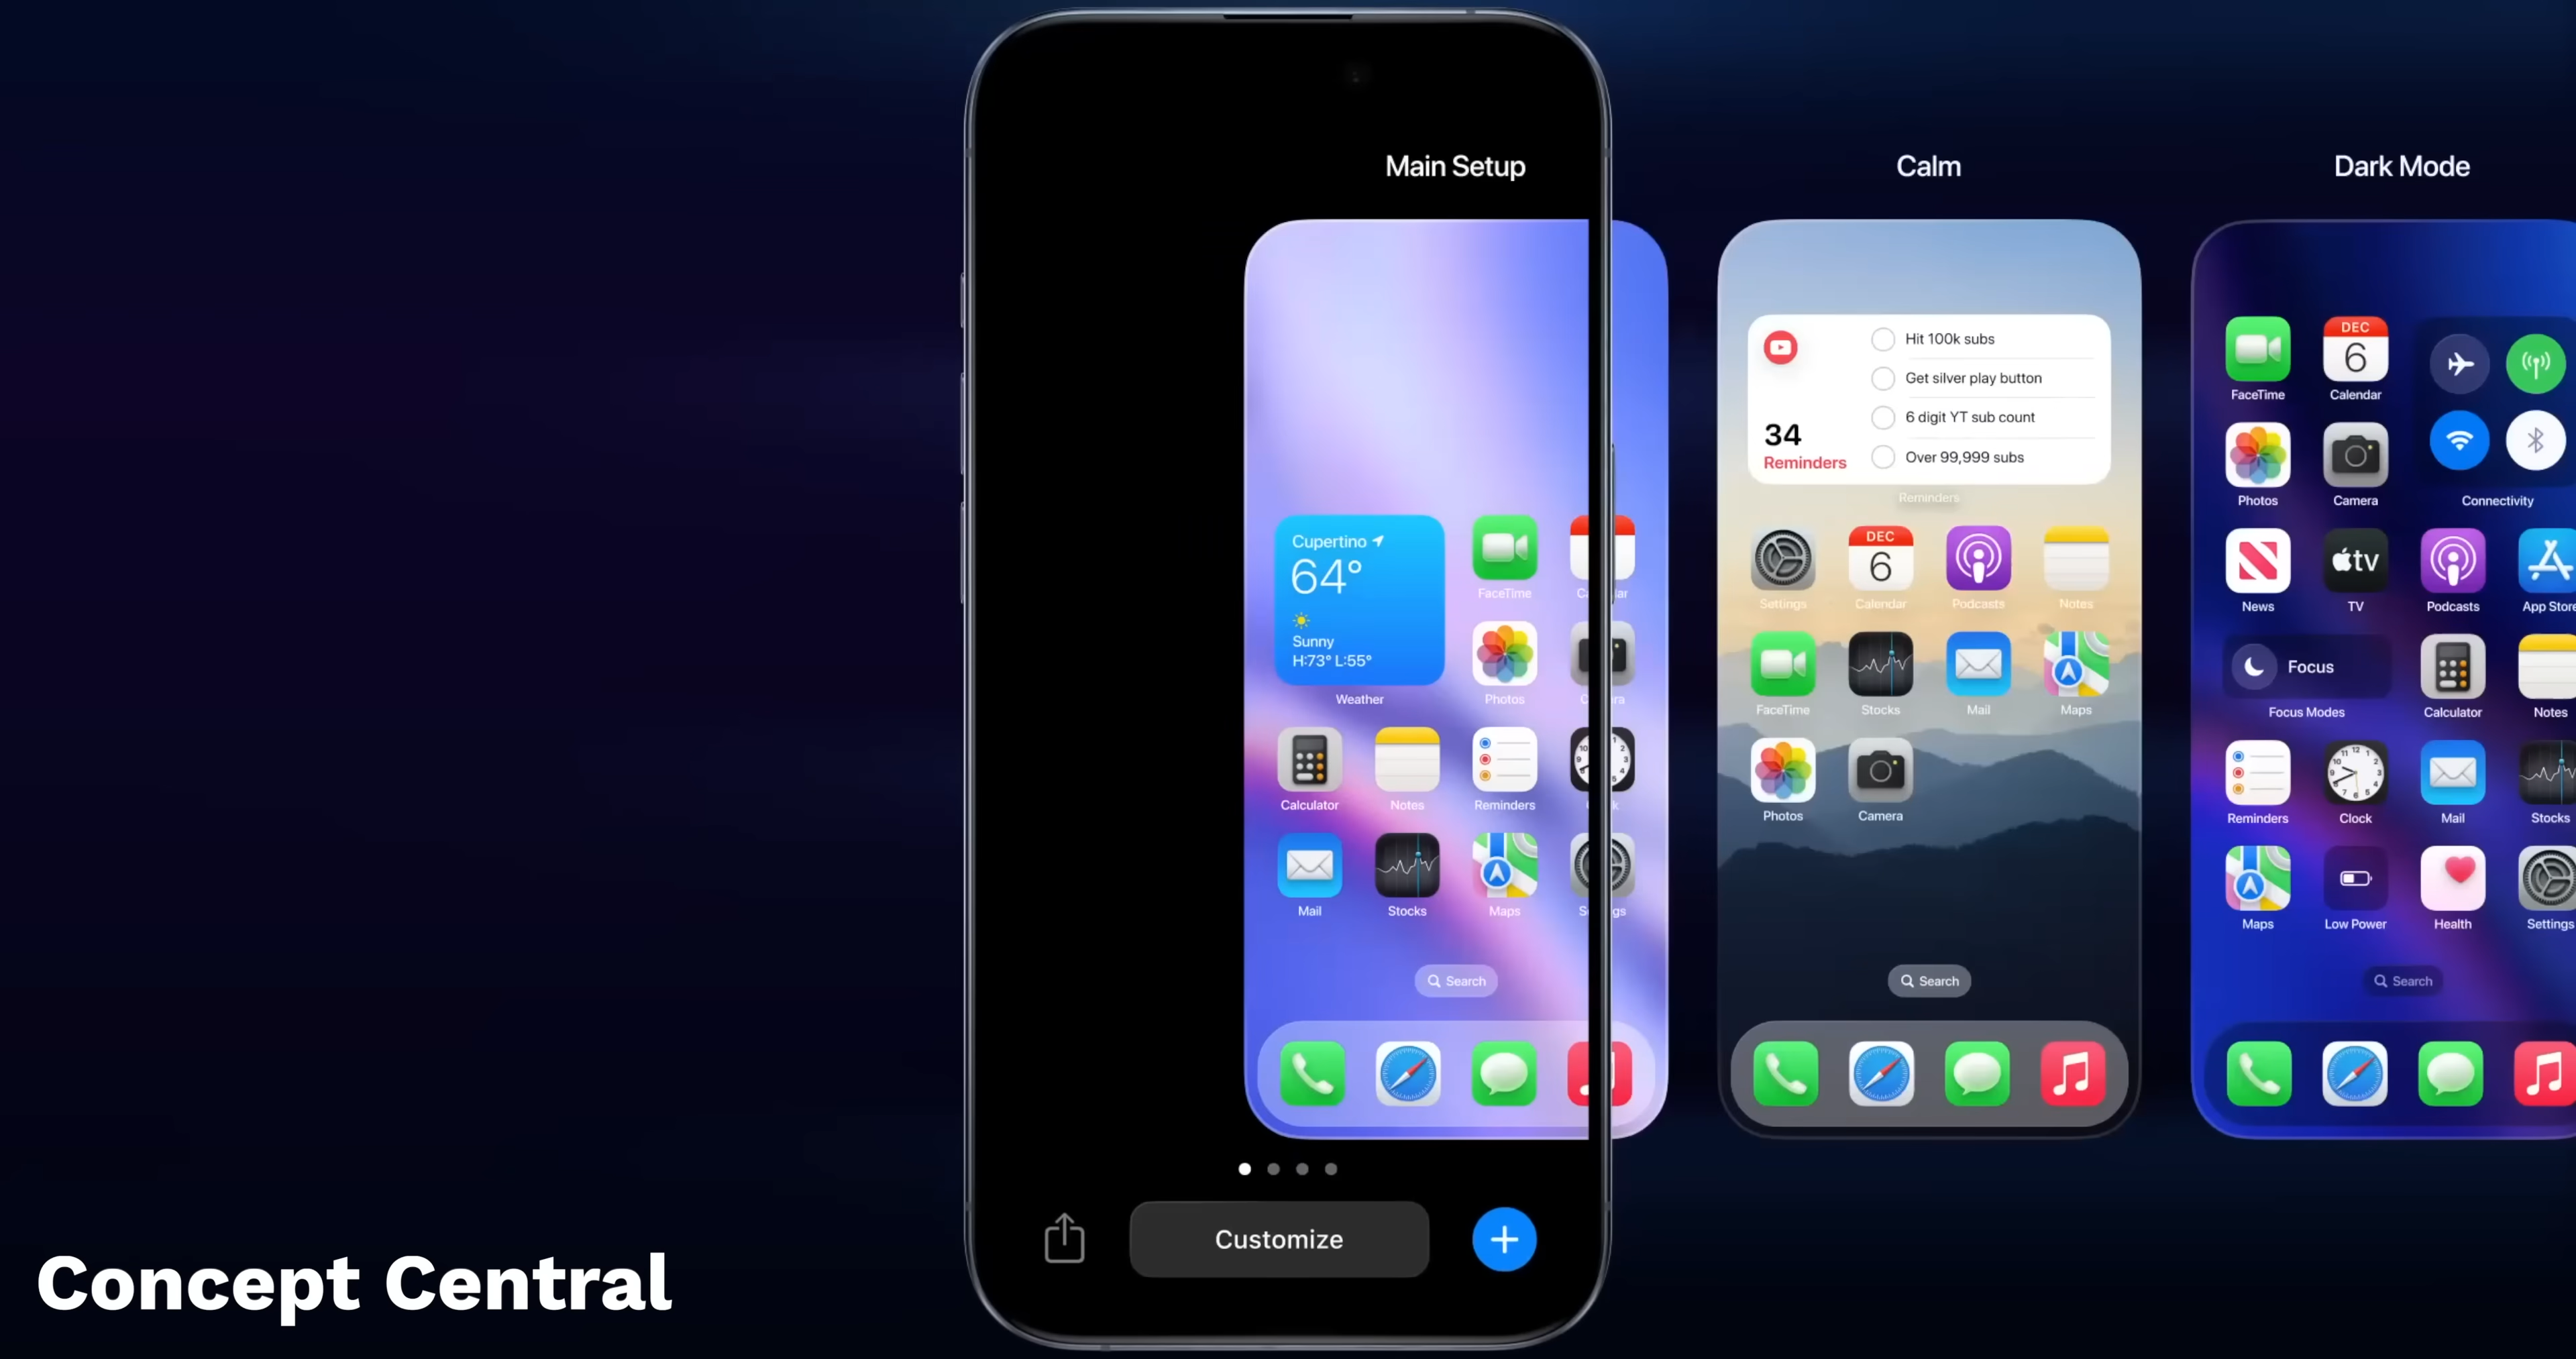 Main Setup
Cupertino
64°
Sunny
H:73° L:55°
Weather
FaceTime
Photos
Calculator
Notes
Reminders
Mail
Stocks
Maps
Search
Customize
Calm
Hit 100k subs
Get silver play button
6 digit YT sub count
Over 99,999 subs
34
Reminders
Reminders
Settings
DEC
6
Calendar
Podcasts
Notes
FaceTime
Stocks
Mail
Maps
Photos
Camera
Search
Dark Mode
FaceTime
DEC
6
Calendar
Photos
Camera
Connectivity
News
tv
TV
Podcasts
App Store
Focus
Focus Modes
Calculator
Notes
Reminders
Clock
Mail
Stocks
Maps
Low Power
Health
Settings
Search
Concept Central